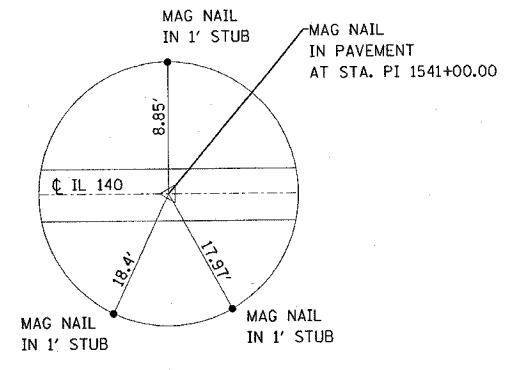 MAG NAIL
IN 1' STUB
MAG NAIL
IN PAVEMENT
AT STA. PI 1541+00.00
8.85'
℄ IL 140
18.4'
17.97'
MAG NAIL
IN 1' STUB
MAG NAIL
IN 1' STUB